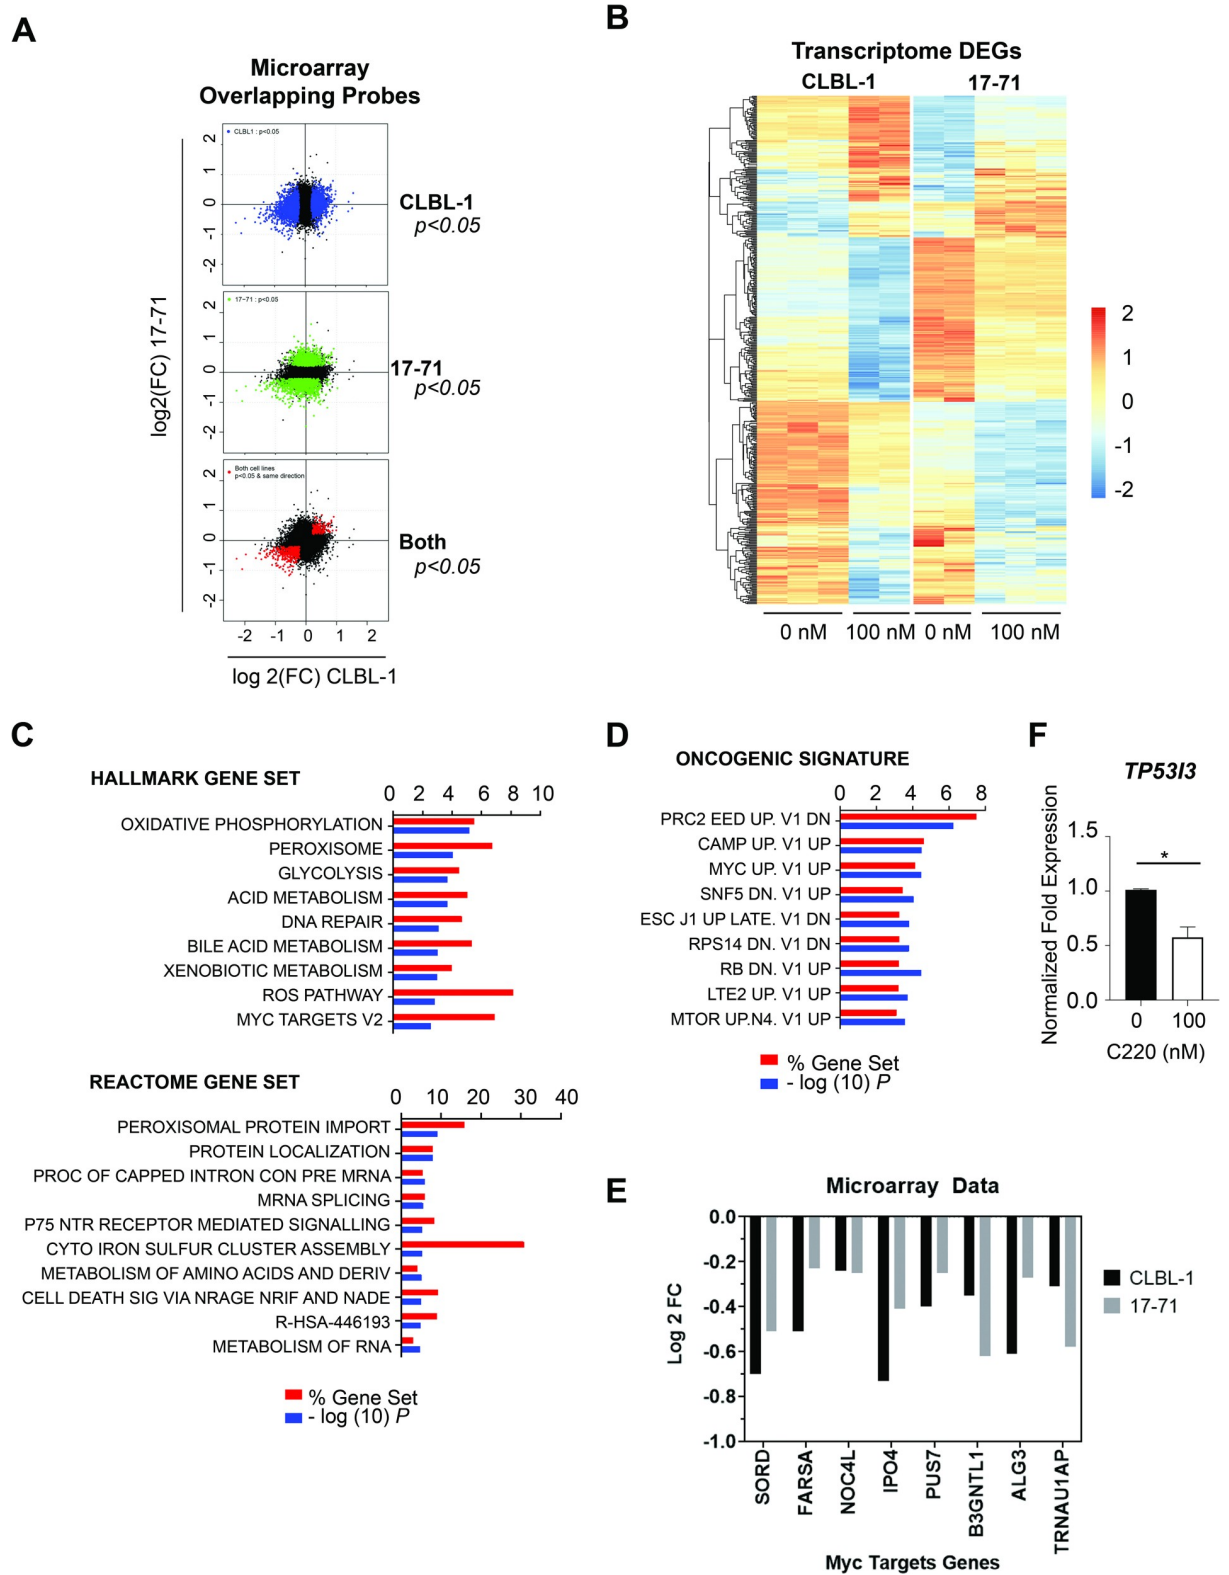 A
Microarray
Overlapping Probes
log2(FC) 17-71
2
1
0
-1
-2
CLBL1 : p<0.05
CLBL-1
p<0.05
2
1
0
-1
-2
17-71 : p<0.05
17-71
p<0.05
2
1
0
-1
-2
Both cell lines
p<0.05 & same direction
Both
p<0.05
-2 -1 0 1 2
log 2(FC) CLBL-1
B
Transcriptome DEGs
CLBL-1 17-71
2
1
0
-1
-2
0 nM 100 nM 0 nM 100 nM
C
HALLMARK GENE SET
0 2 4 6 8 10
OXIDATIVE PHOSPHORYLATION
PEROXISOME
GLYCOLYSIS
ACID METABOLISM
DNA REPAIR
BILE ACID METABOLISM
XENOBIOTIC METABOLISM
ROS PATHWAY
MYC TARGETS V2
REACTOME GENE SET
0 10 20 30 40
PEROXISOMAL PROTEIN IMPORT
PROTEIN LOCALIZATION
PROC OF CAPPED INTRON CON PRE MRNA
MRNA SPLICING
P75 NTR RECEPTOR MEDIATED SIGNALLING
CYTO IRON SULFUR CLUSTER ASSEMBLY
METABOLISM OF AMINO ACIDS AND DERIV
CELL DEATH SIG VIA NRAGE NRIF AND NADE
R-HSA-446193
METABOLISM OF RNA
% Gene Set
- log (10) P
D
ONCOGENIC SIGNATURE
0 2 4 6 8
PRC2 EED UP. V1 DN
CAMP UP. V1 UP
MYC UP. V1 UP
SNF5 DN. V1 UP
ESC J1 UP LATE. V1 DN
RPS14 DN. V1 DN
RB DN. V1 UP
LTE2 UP. V1 UP
MTOR UP.N4. V1 UP
% Gene Set
- log (10) P
F
TP53I3
Normalized Fold Expression
1.5
1.0
0.5
0.0
*
0 100
C220 (nM)
E
Microarray Data
Log 2 FC
0.0
-0.2
-0.4
-0.6
-0.8
-1.0
CLBL-1
17-71
SORD
FARSA
NOC4L
IPO4
PUS7
B3GNTL1
ALG3
TRNAU1AP
Myc Targets Genes